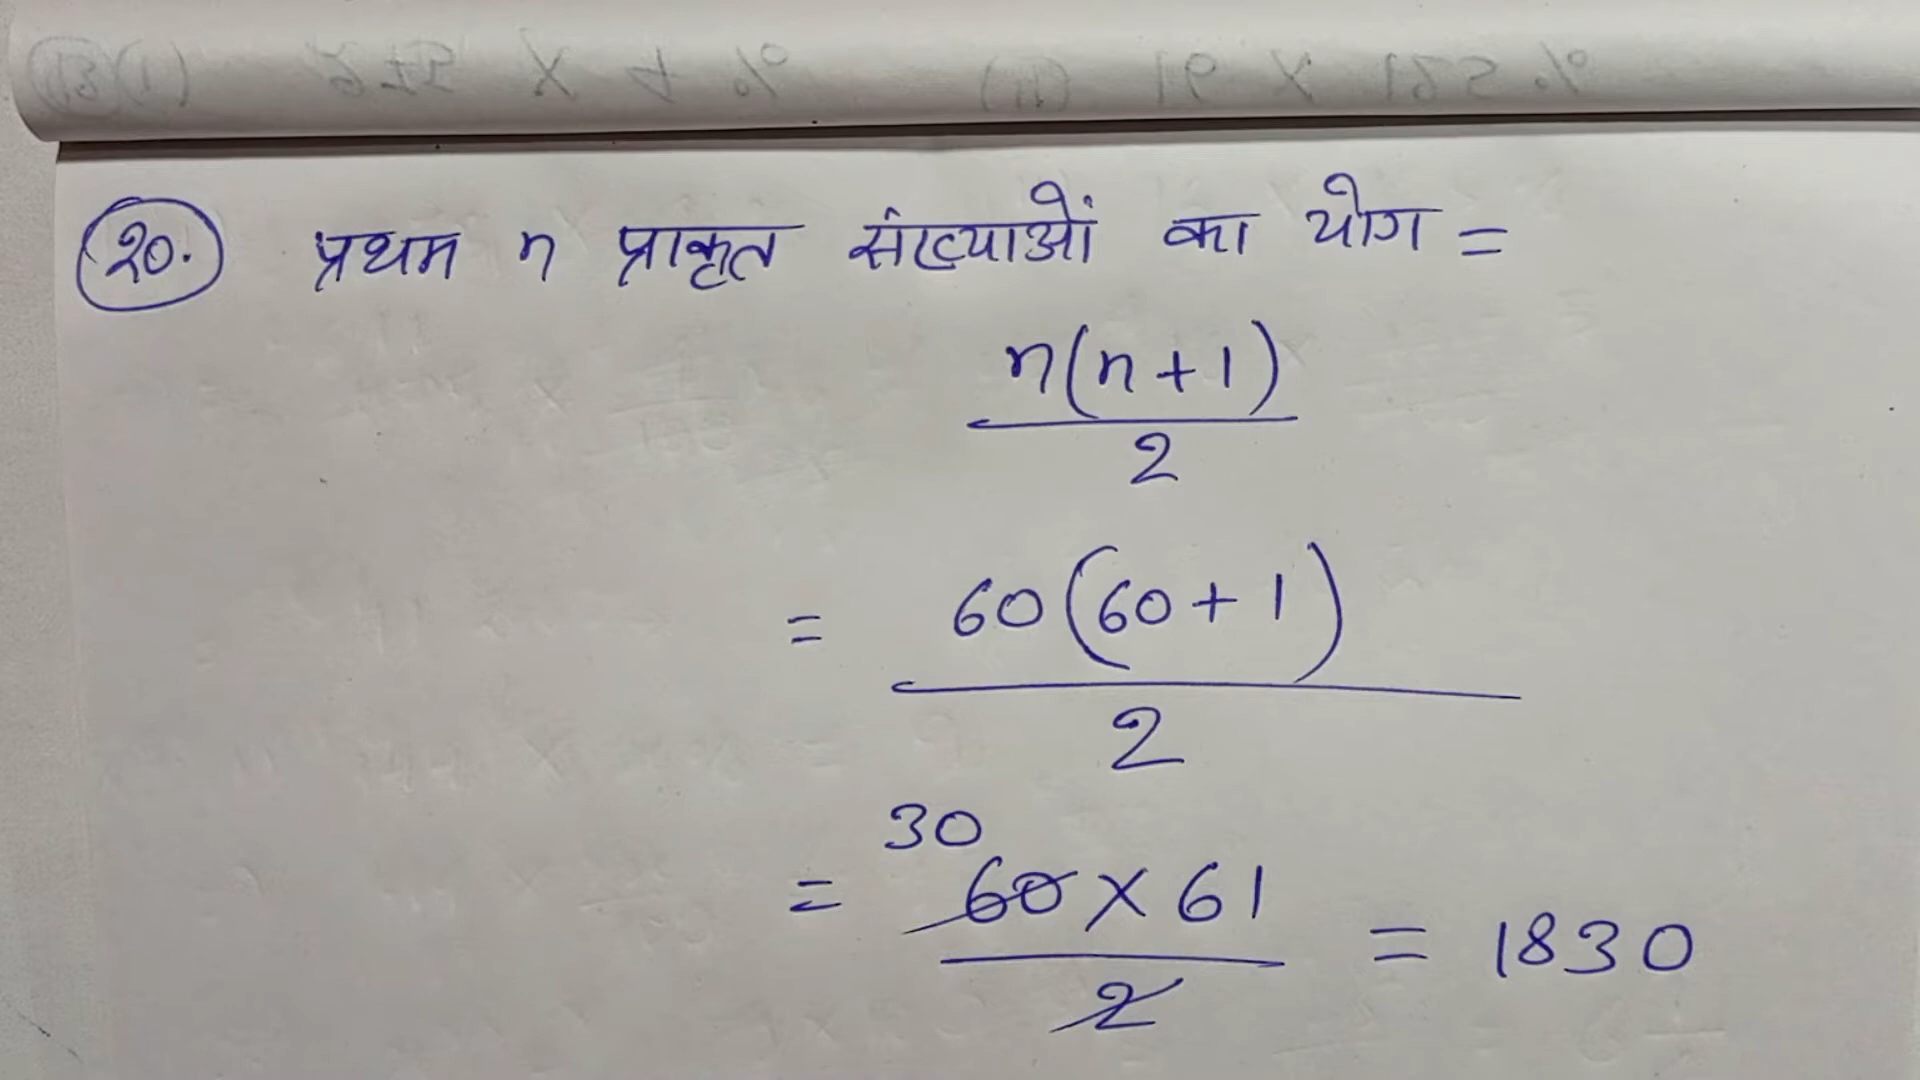 20. प्रथम n प्राकृत संख्याओं का योग =
n(n+1)
2
= 60(60+1)
2
30
= 60 × 61 = 1830
2